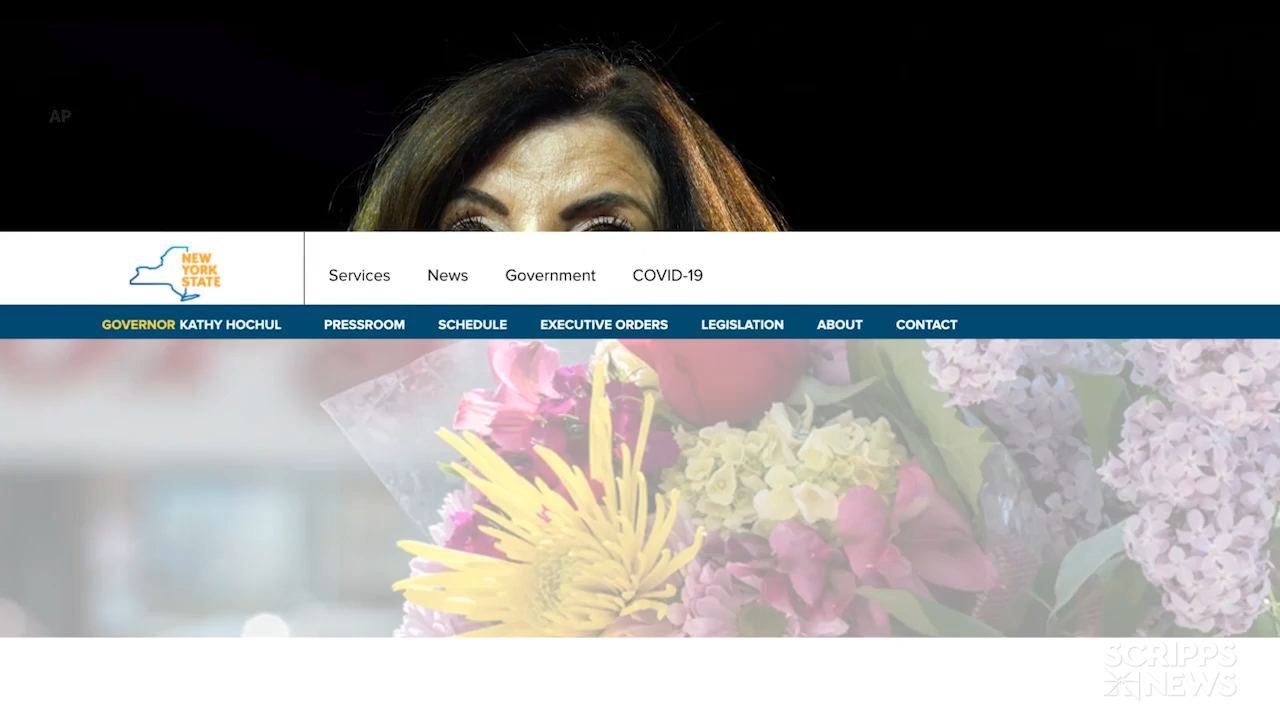 AP
NEW
YORK
STATE
Services News Government COVID-19
GOVERNOR KATHY HOCHUL PRESSROOM SCHEDULE EXECUTIVE ORDERS LEGISLATION ABOUT CONTACT
SCRIPPS
NEWS